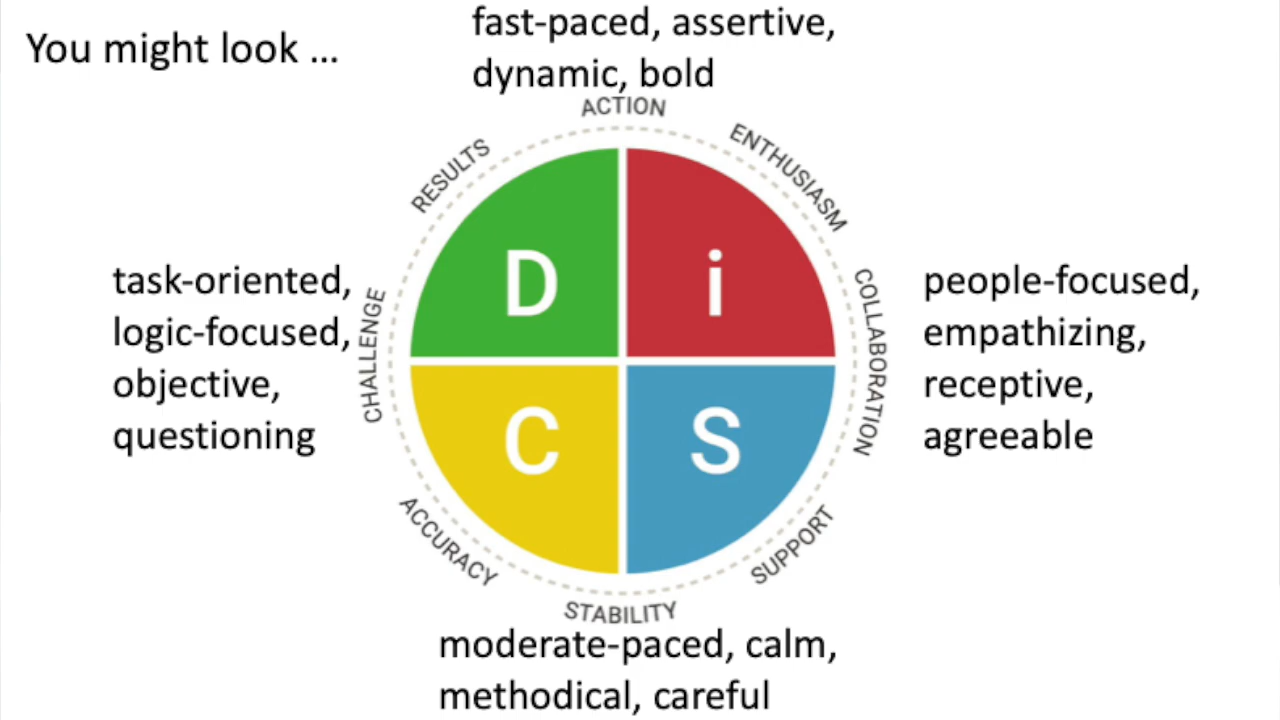 You might look ...
fast-paced, assertive,
dynamic, bold
ACTION
RESULTS
ENTHUSIASM
D
i
task-oriented,
logic-focused,
objective,
questioning
CHALLENGE
COLLABORATION
people-focused,
empathizing,
receptive,
agreeable
C
S
ACCURACY
SUPPORT
STABILITY
moderate-paced, calm,
methodical, careful